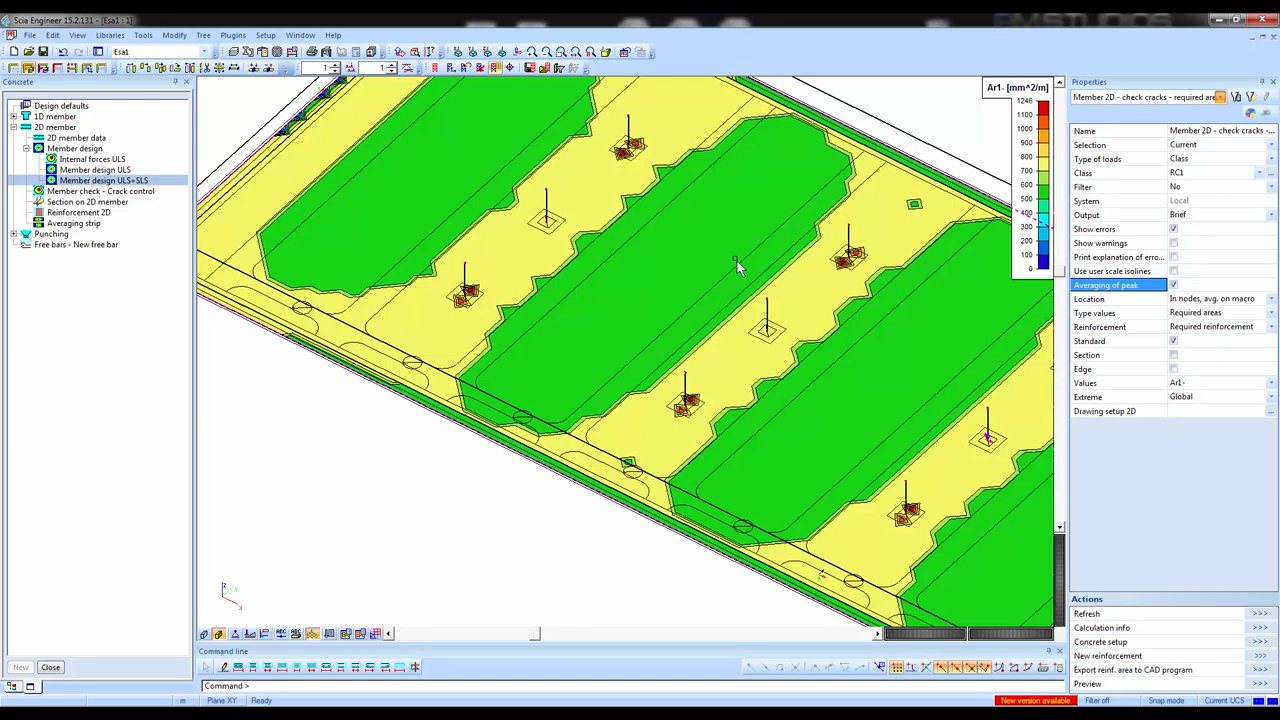 Scia Engineer 15.2.131 - [Esa1 : 1]
File Edit View Libraries Tools Modify Tree Plugins Setup Window Help
Esa1
1 1
Concrete
Design defaults
1D member
2D member
2D member data
Member design
Internal forces ULS
Member design ULS
Member design ULS+SLS
Member check - Crack control
Section on 2D member
Reinforcement 2D
Averaging strip
Punching
Free bars - New free bar
New Close
Ar1- [mm^2/m]
1246
1100
1000
900
800
700
600
500
400
300
200
100
0
z
y
x
Properties
Member 2D - check cracks - required are
Name Member 2D - check cracks -
Selection Current
Type of loads Class
Class RC1
Filter No
System Local
Output Brief
Show errors
Show warnings
Print explanation of erro...
Use user scale isolines
Averaging of peak
Location In nodes, avg. on macro
Type values Required areas
Reinforcement Required reinforcement
Standard
Section
Edge
Values Ar1-
Extreme Global
Drawing setup 2D ...
Actions
Refresh >>>
Calculation info >>>
Concrete setup >>>
New reinforcement >>>
Export reinf. area to CAD program >>>
Preview >>>
Command line
Command >
m Plane XY Ready New version available Filter off Snap mode Current UCS